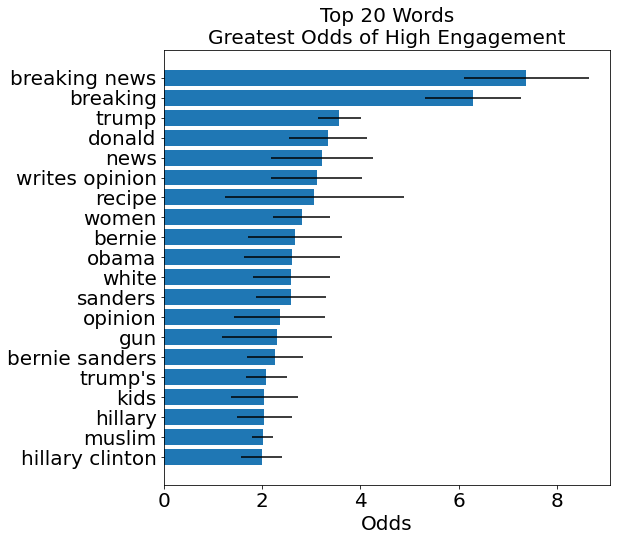 Top 20 Words
Greatest Odds of High Engagement
breaking news
breaking
trump
donald
news
writes opinion
recipe
women
bernie
obama
white
sanders
opinion
gun
bernie sanders
trump's
kids
hillary
muslim
hillary clinton
0 2 4 6 8
Odds